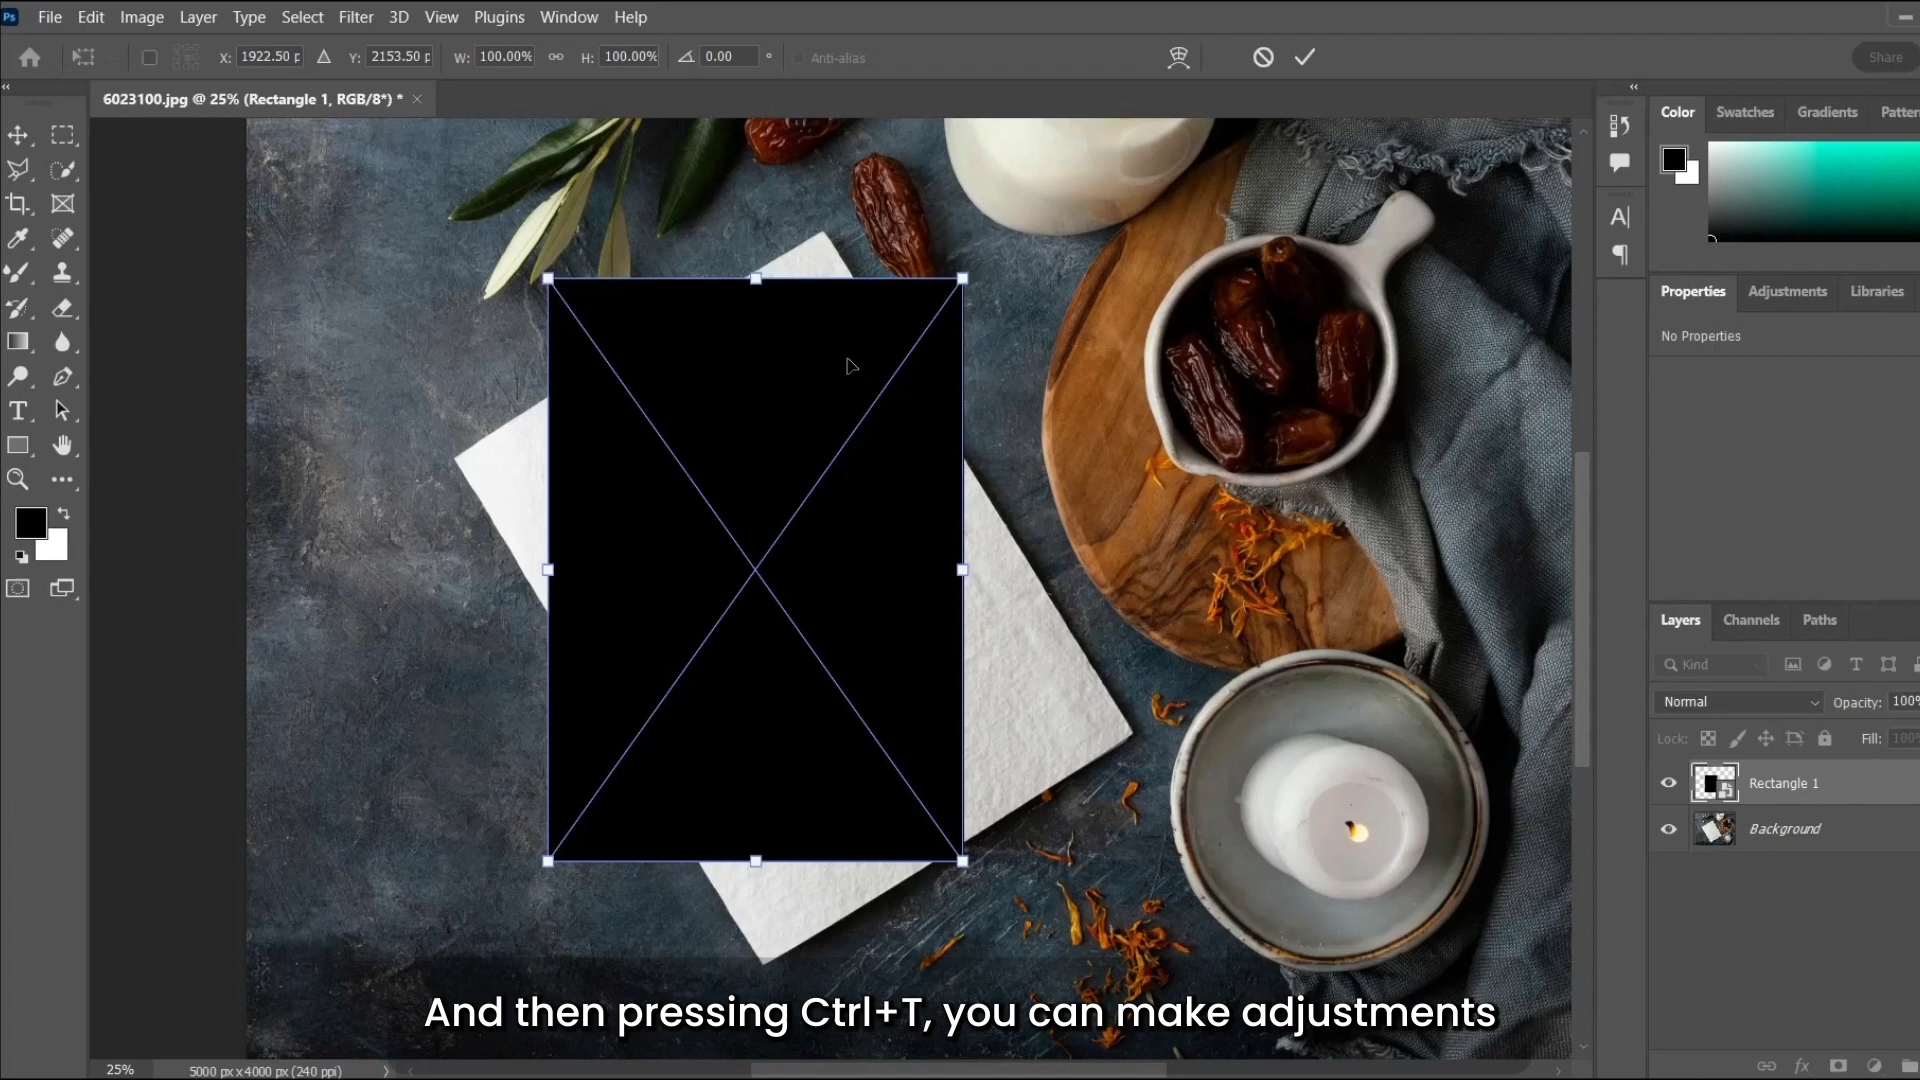 Ps File Edit Image Layer Type Select Filter 3D View Plugins Window Help
X: 1922.50 p Y: 2153.50 p W: 100.00% H: 100.00% 0.00 ° Anti-alias Share
6023100.jpg @ 25% (Rectangle 1, RGB/8*) * ×
Color Swatches Gradients Patter
Properties Adjustments Libraries
No Properties
Layers Channels Paths
Kind
Normal Opacity: 100%
Lock: Fill: 100%
Rectangle 1
Background
And then pressing Ctrl+T, you can make adjustments
25% 5000 px x 4000 px (240 ppi)
fx